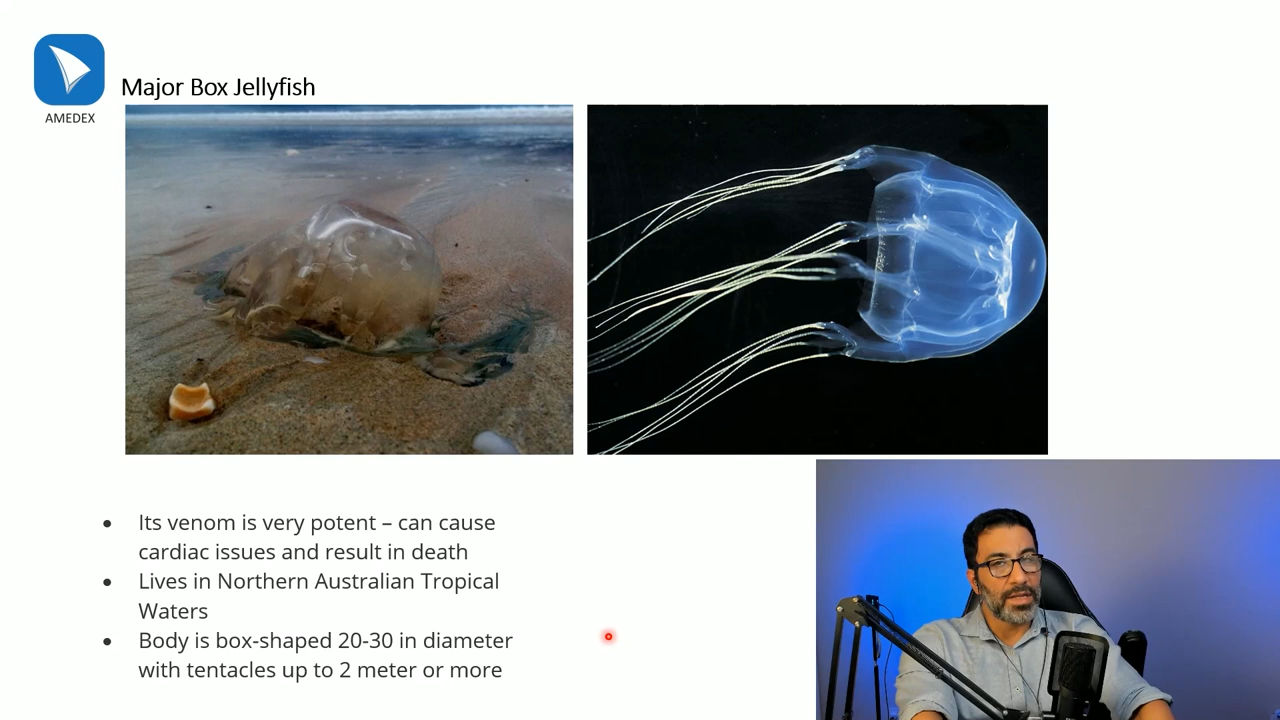 AMEDEX
Major Box Jellyfish
Its venom is very potent – can cause
cardiac issues and result in death
Lives in Northern Australian Tropical
Waters
Body is box-shaped 20-30 in diameter
with tentacles up to 2 meter or more